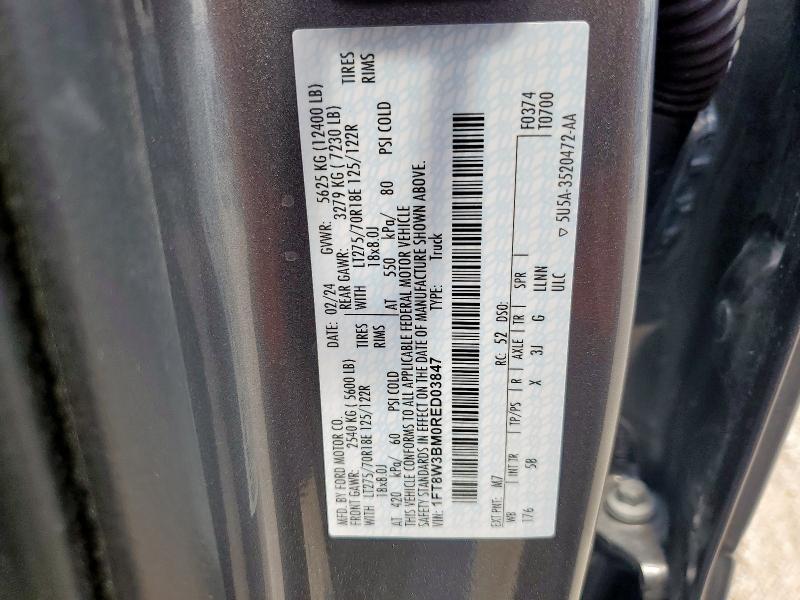 MFD. BY FORD MOTOR CO.
DATE: 02/24 GVWR: 5625 KG (12400 LB)
FRONT GAWR: 2540 KG ( 5600 LB) REAR GAWR: 3279 KG ( 7230 LB)
WITH LT275/70R18E 125/122R TIRES WITH LT275/70R18E 125/122R TIRES
18x8.0J RIMS 18x8.0J RIMS
AT 420 kPa/ 60 PSI COLD AT 550 kPa/ 80 PSI COLD
THIS VEHICLE CONFORMS TO ALL APPLICABLE FEDERAL MOTOR VEHICLE
SAFETY STANDARDS IN EFFECT ON THE DATE OF MANUFACTURE SHOWN ABOVE.
VIN: 1FT8W3BM0RED03847 TYPE: Truck
F0374
T0700
EXT PNT: M7 RC: 52 DSO:
WB INT TR TP/PS R AXLE TR SPR
176 5B X 3J G LLNN
ULC
▽ 5U5A-3520472-AA